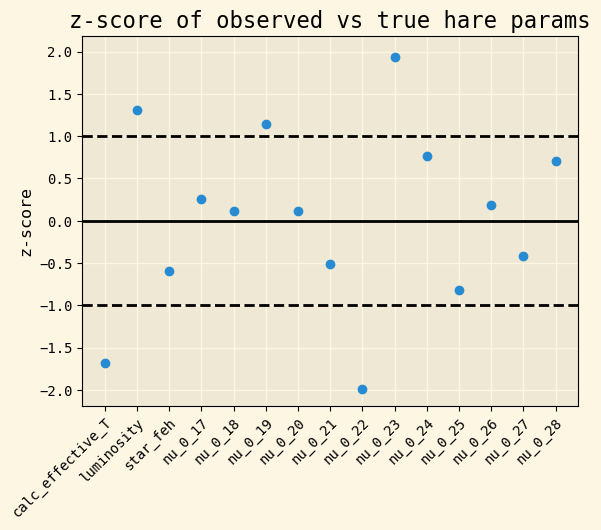 z-score of observed vs true hare params
z-score
2.0
1.5
1.0
0.5
0.0
−0.5
−1.0
−1.5
−2.0
calc_effective_T
luminosity
star_feh
nu_0_17
nu_0_18
nu_0_19
nu_0_20
nu_0_21
nu_0_22
nu_0_23
nu_0_24
nu_0_25
nu_0_26
nu_0_27
nu_0_28